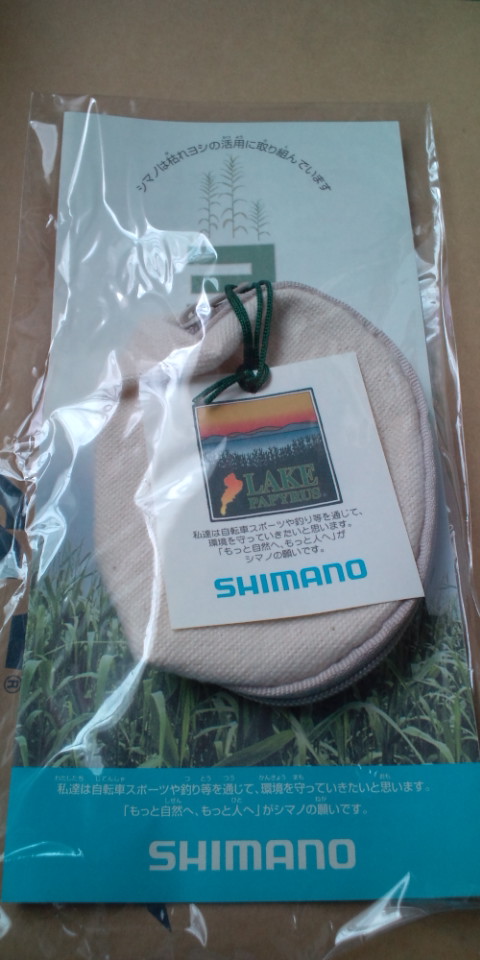 シマノは枯れヨシの活用に取り組んでいます
LAKE
PAPYRUS
私達は自転車スポーツや釣り等を通じて、
環境を守っていきたいと思います。
「もっと自然へ、もっと人へ」が
シマノの願いです。
SHIMANO
®
私達は自転車スポーツや釣り等を通じて、環境を守っていきたいと思います。
「もっと自然へ、もっと人へ」がシマノの願いです。
SHIMANO